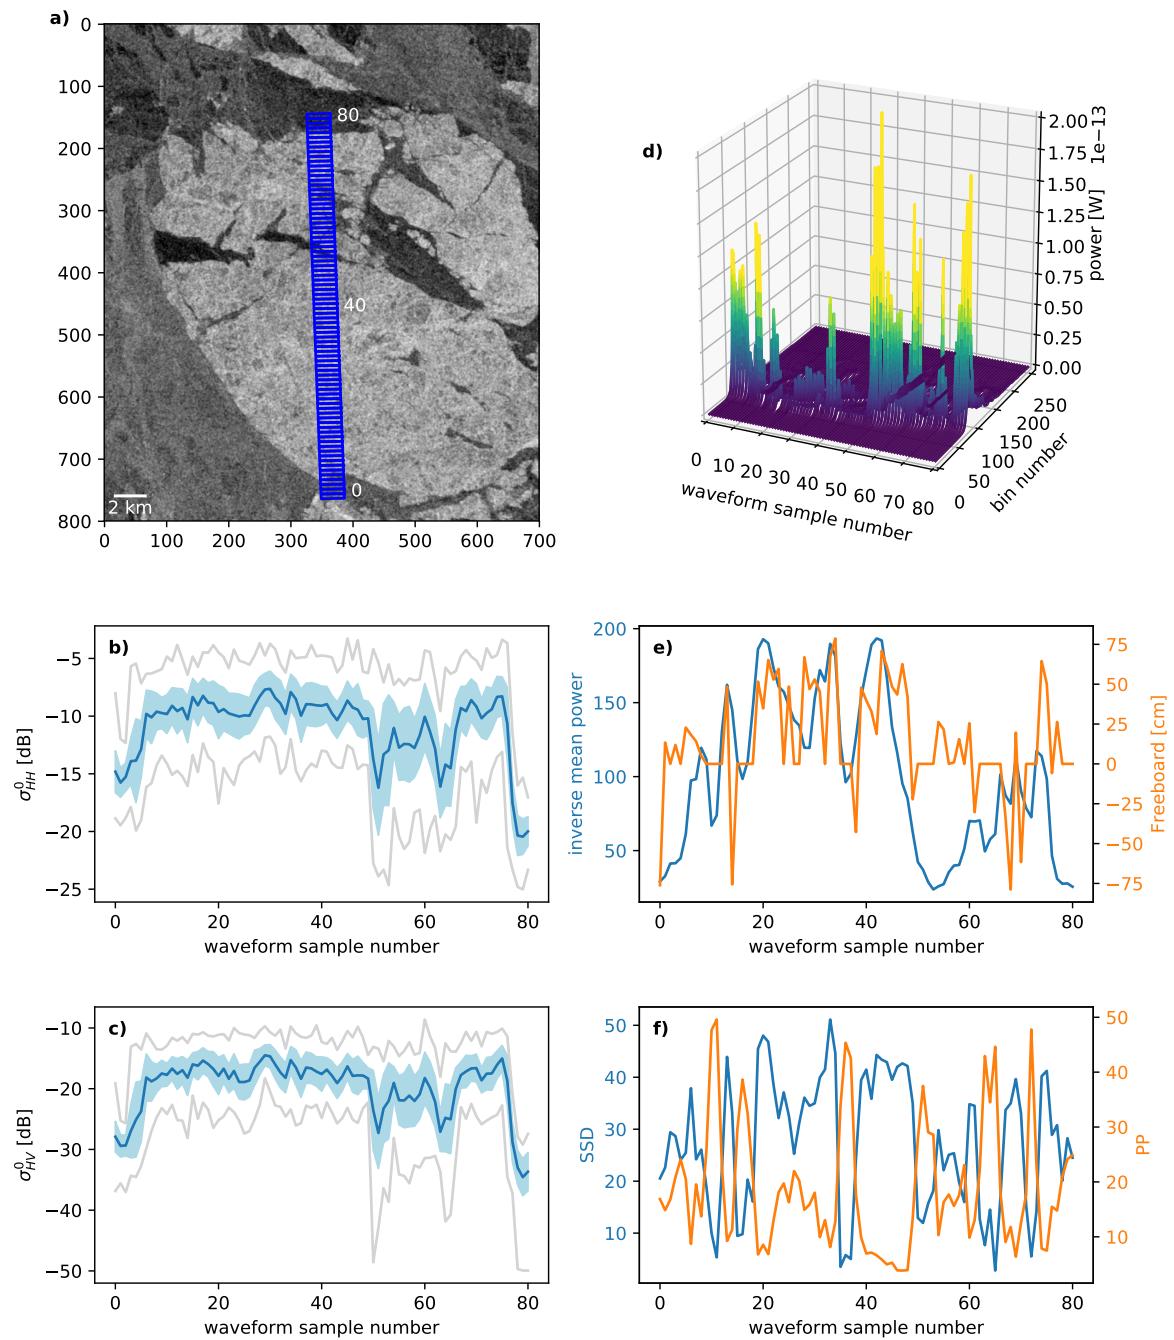 a)
0
100
200
300
400
500
600
700
800
0 100 200 300 400 500 600 700
80
40
0
2 km
d)
2.00
1.75
1.50
1.25
1.00
0.75
0.50
0.25
0.00
1e−13
power [W]
0 10 20 30 40 50 60 70 80
waveform sample number
0 50 100 150 200 250
bin number
b)
−5
−10
−15
−20
−25
σ⁰HH [dB]
0 20 40 60 80
waveform sample number
e)
200
150
100
50
inverse mean power
75
50
25
0
−25
−50
−75
Freeboard [cm]
0 20 40 60 80
waveform sample number
c)
−10
−20
−30
−40
−50
σ⁰HV [dB]
0 20 40 60 80
waveform sample number
f)
50
40
30
20
10
SSD
50
40
30
20
10
PP
0 20 40 60 80
waveform sample number